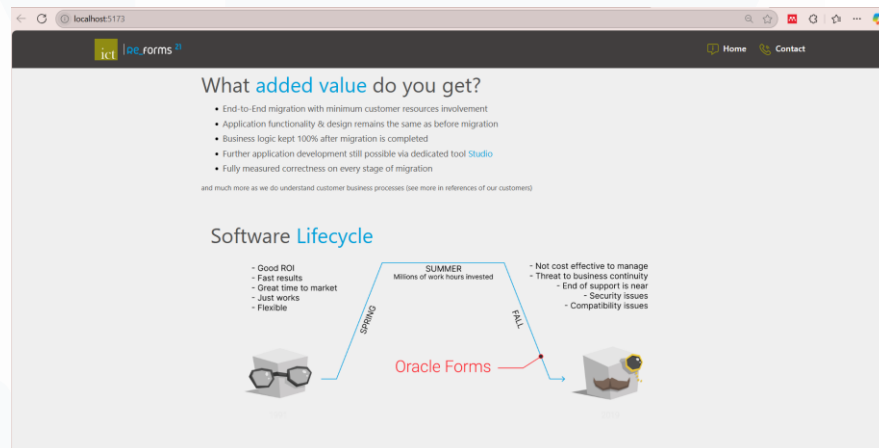 localhost:5173
ict |pe_forms 21
Home
Contact
What added value do you get?
End-to-End migration with minimum customer resources involvement
Application functionality & design remains the same as before migration
Business logic kept 100% after migration is completed
Further application development still possible via dedicated tool Studio
Fully measured correctness on every stage of migration
and much more as we do understand customer business processes (see more in references of our customers)
Software Lifecycle
- Good ROI
- Fast results
- Great time to market
- Just works
- Flexible
SPRING
SUMMER
Millions of work hours invested
FALL
- Not cost effective to manage
- Threat to business continuity
- End of support is near
- Security issues
- Compatibility issues
Oracle Forms